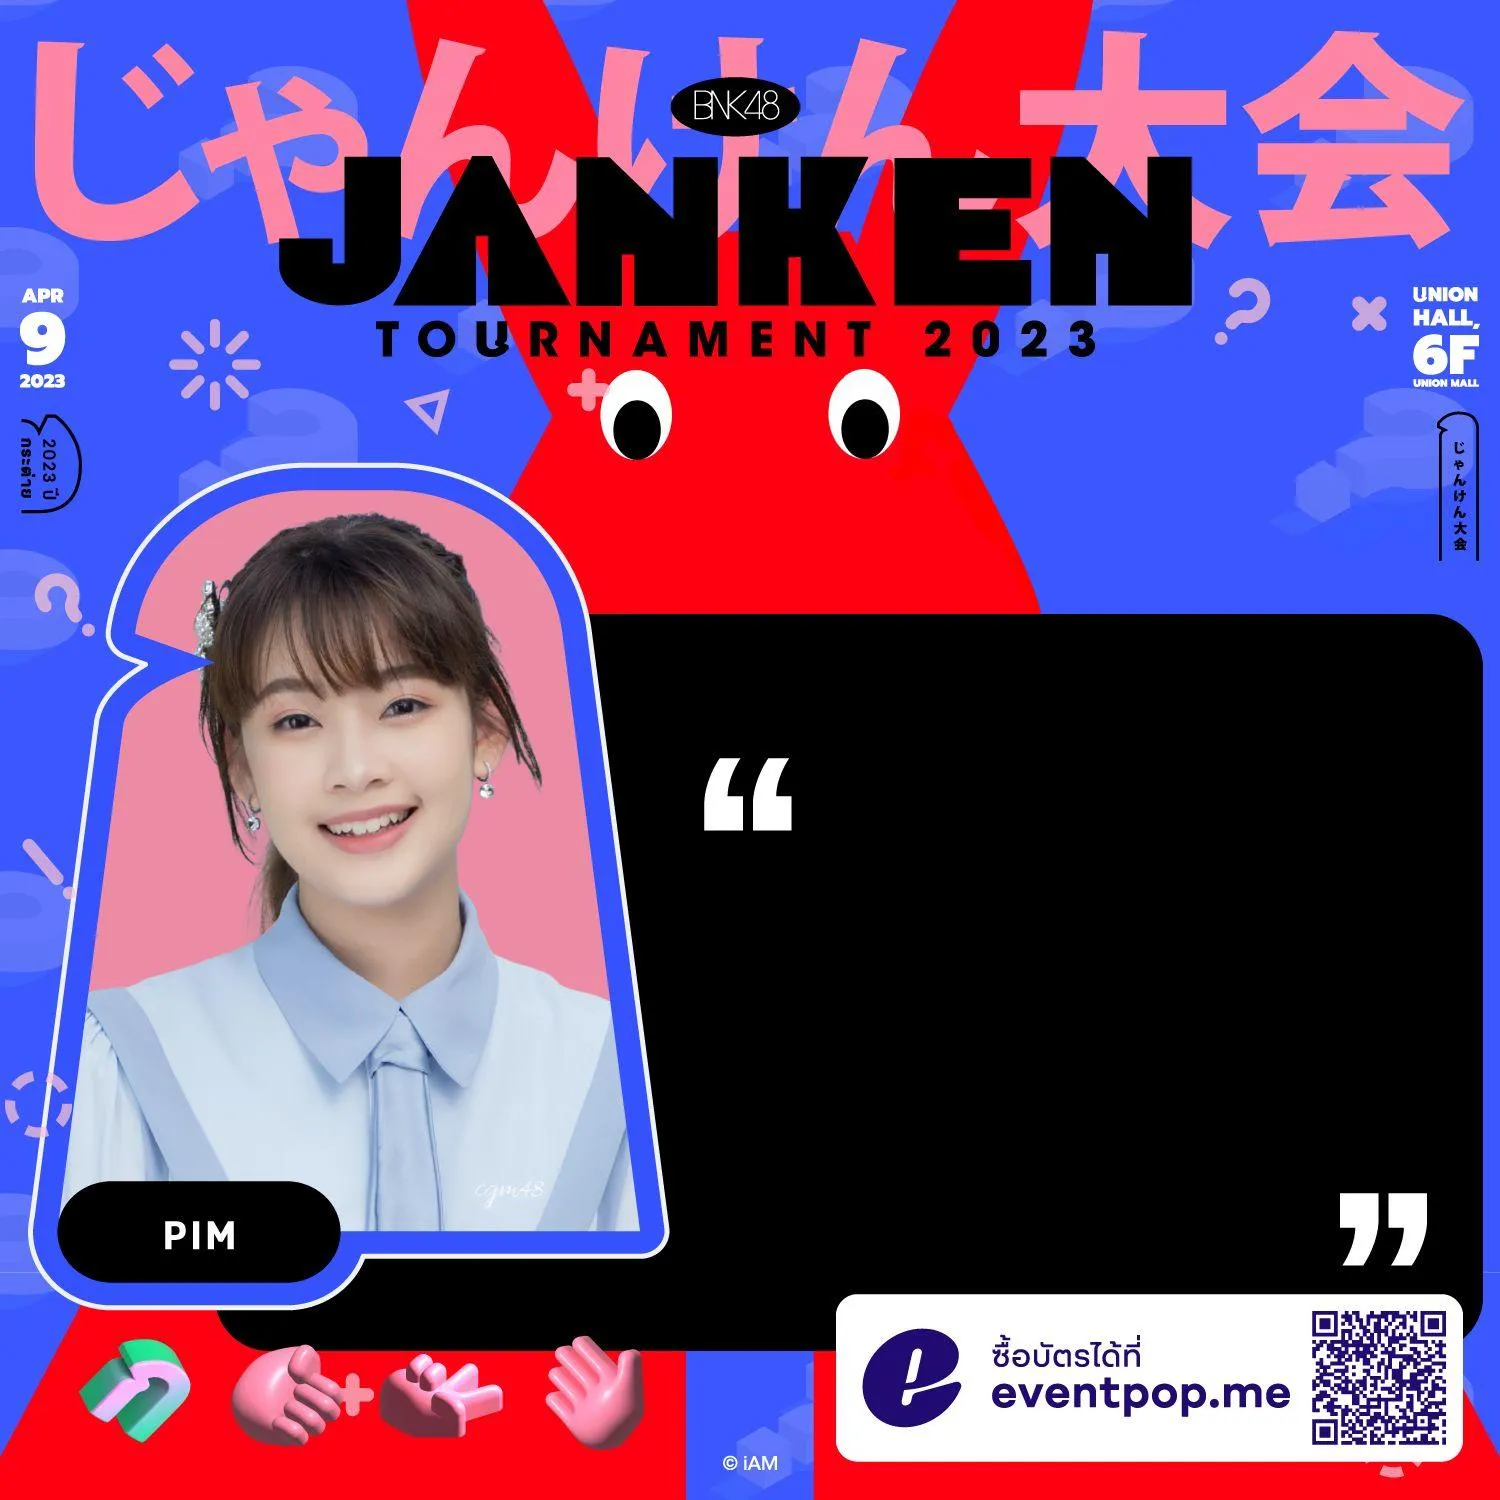 じゃんけん大会
BNK48
JANKEN
TOURNAMENT 2023
APR
9
2023
2023 ปี
กระต่าย
UNION
HALL,
6F
UNION MALL
じゃんけん大会
“
cgm48
PIM
”
ซื้อบัตรได้ที่
eventpop.me
© iAM